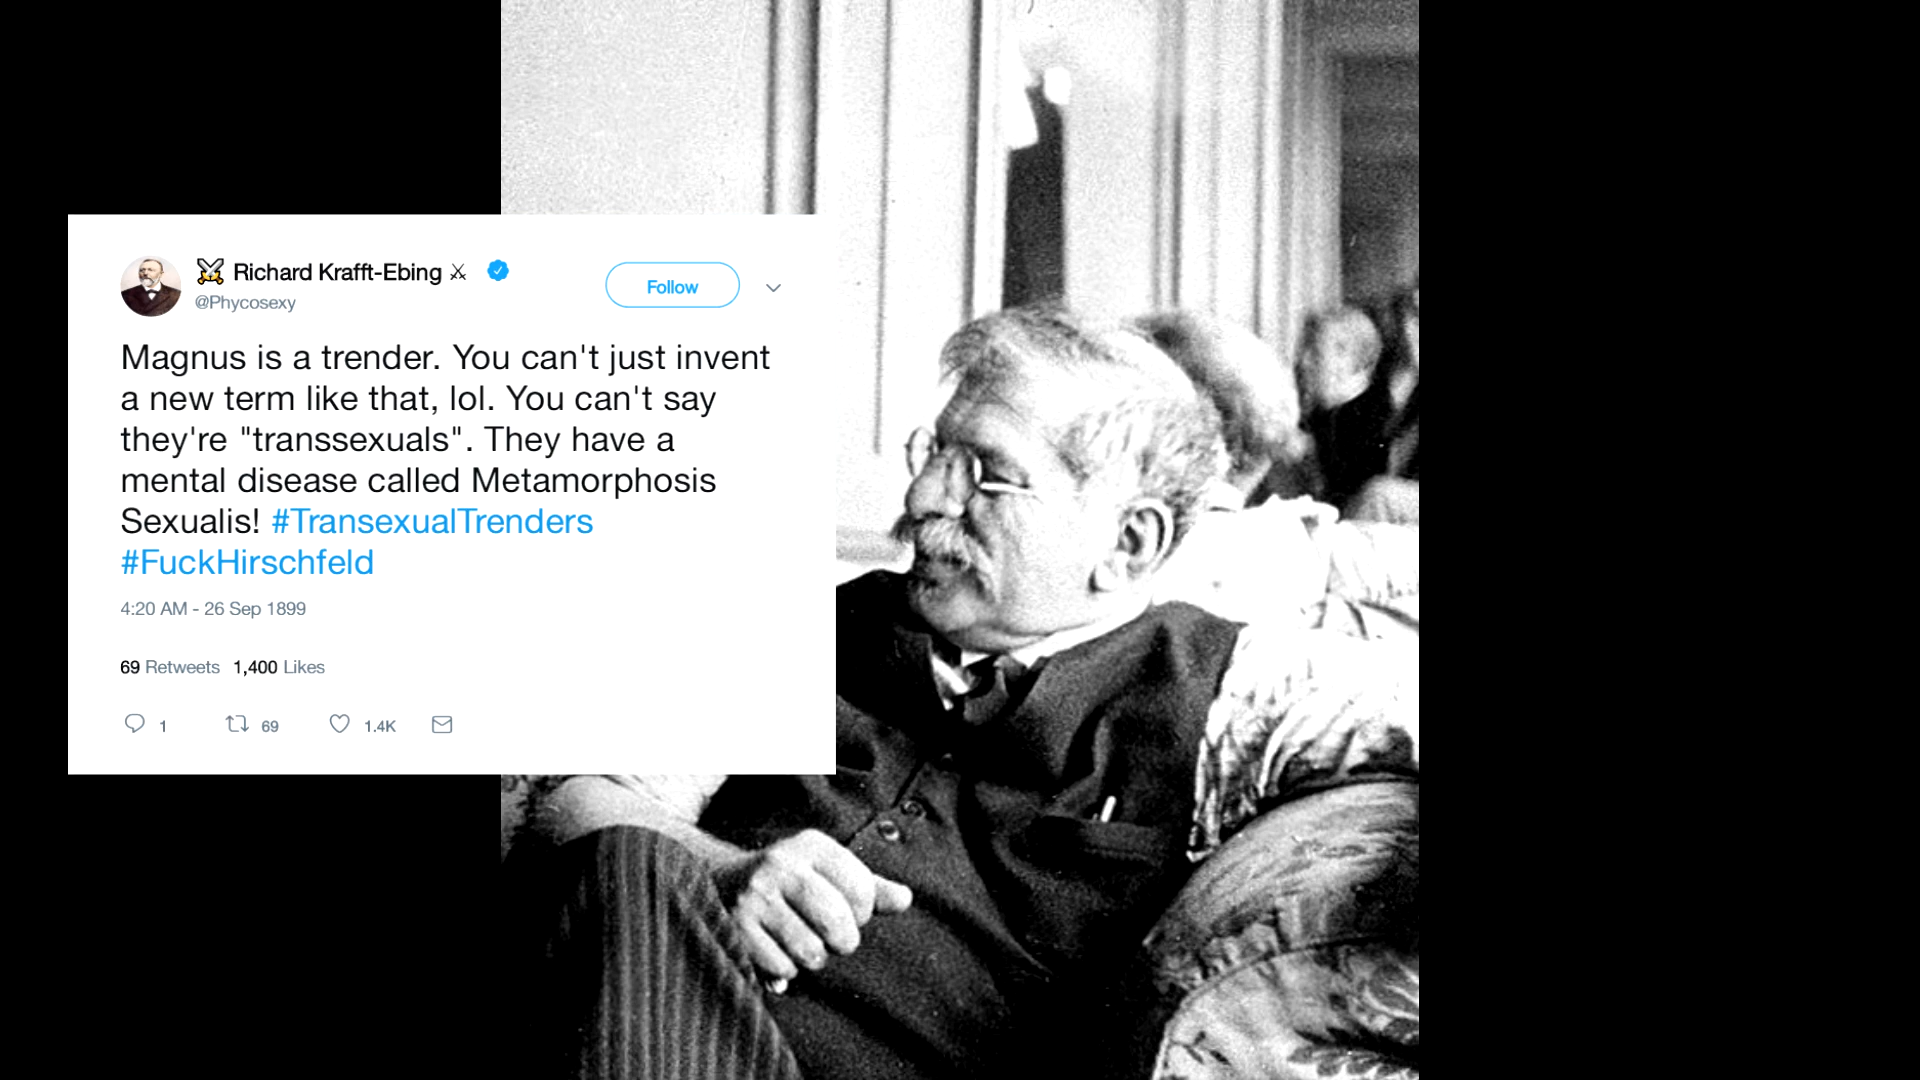 Richard Krafft-Ebing
@Phycosexy
Follow
Magnus is a trender. You can't just invent
a new term like that, lol. You can't say
they're "transsexuals". They have a
mental disease called Metamorphosis
Sexualis! #TransexualTrenders
#FuckHirschfeld
4:20 AM - 26 Sep 1899
69 Retweets 1,400 Likes
1 69 1.4K